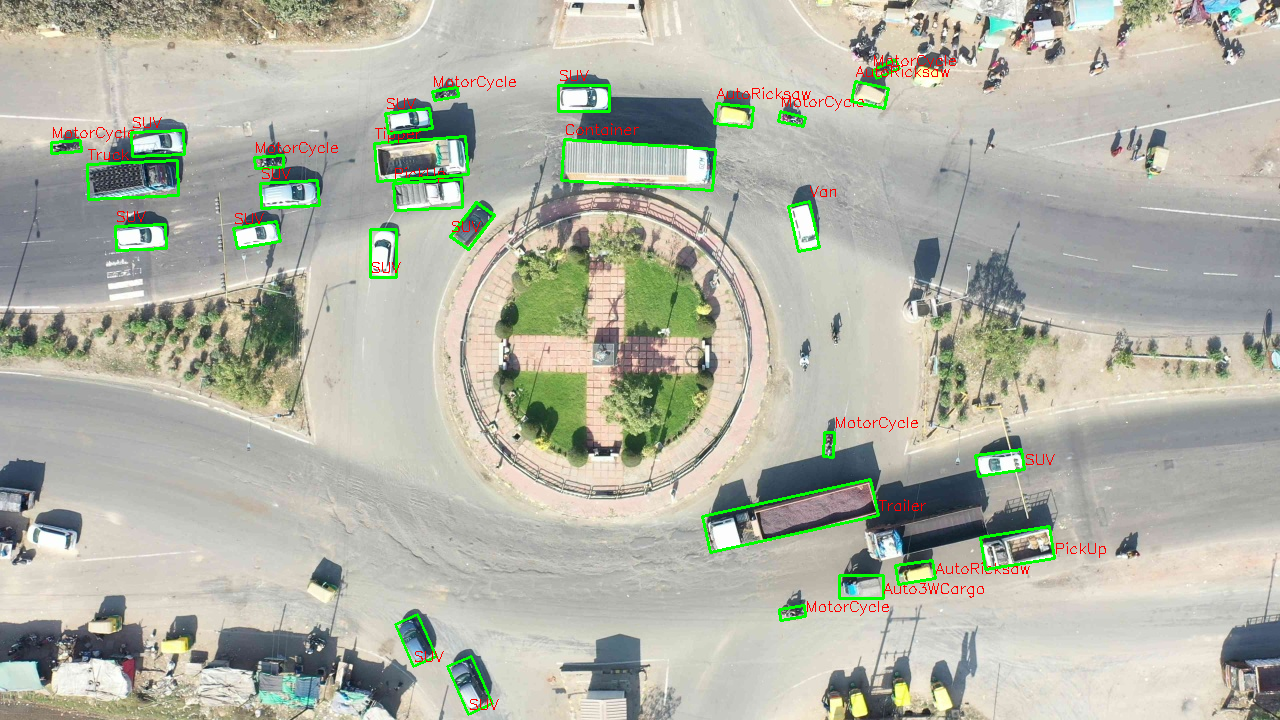 MotorCycle
AutoRicksaw
SUV
MotorCycle
AutoRicksaw
SUV
MotorCycle
SUV
MotorCycle
Tipper
Container
MotorCycle
Truck
SUV
Van
SUV
SUV
SUV
SUV
MotorCycle
SUV
Trailer
PickUp
AutoRicksaw
Auto3WCargo
MotorCycle
SUV
SUV